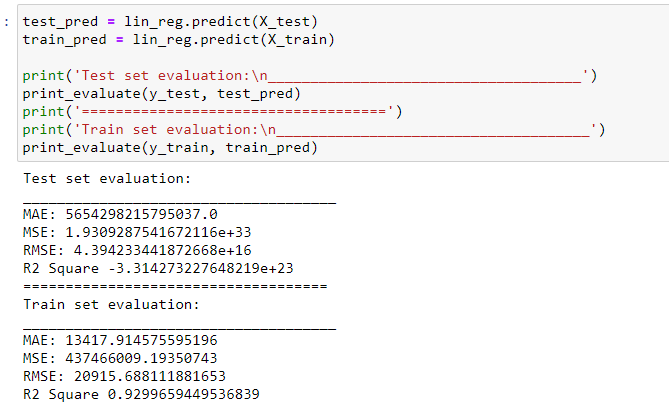 : test_pred = lin_reg.predict(X_test)
train_pred = lin_reg.predict(X_train)
print('Test set evaluation:\n_____________________________________')
print_evaluate(y_test, test_pred)
print('====================================')
print('Train set evaluation:\n_____________________________________')
print_evaluate(y_train, train_pred)
Test set evaluation:
_____________________________________
MAE: 5654298215795037.0
MSE: 1.9309287541672116e+33
RMSE: 4.394233441872668e+16
R2 Square -3.314273227648219e+23
====================================
Train set evaluation:
_____________________________________
MAE: 13417.914575595196
MSE: 437466009.19350743
RMSE: 20915.688111881653
R2 Square 0.9299659449536839